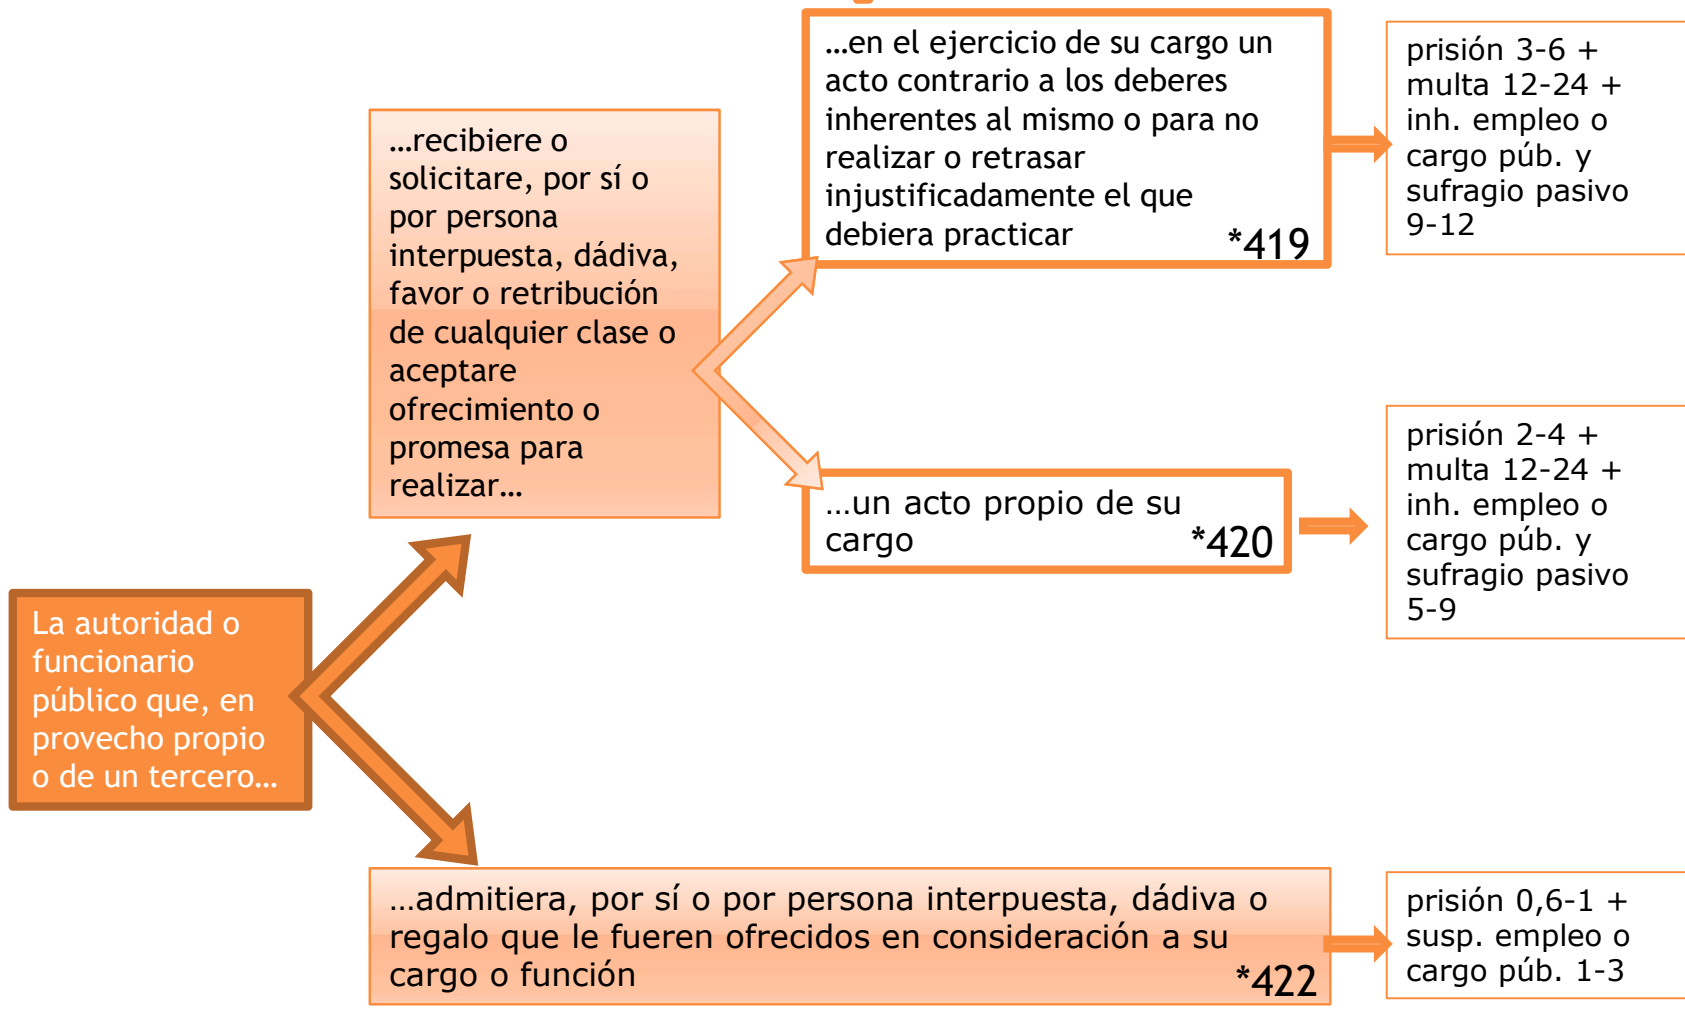 La autoridad o
funcionario
público que, en
provecho propio
o de un tercero…
…recibiere o
solicitare, por sí o
por persona
interpuesta, dádiva,
favor o retribución
de cualquier clase o
aceptare
ofrecimiento o
promesa para
realizar…
…en el ejercicio de su cargo un
acto contrario a los deberes
inherentes al mismo o para no
realizar o retrasar
injustificadamente el que
debiera practicar *419
prisión 3-6 +
multa 12-24 +
inh. empleo o
cargo púb. y
sufragio pasivo
9-12
…un acto propio de su
cargo *420
prisión 2-4 +
multa 12-24 +
inh. empleo o
cargo púb. y
sufragio pasivo
5-9
…admitiera, por sí o por persona interpuesta, dádiva o
regalo que le fueren ofrecidos en consideración a su
cargo o función *422
prisión 0,6-1 +
susp. empleo o
cargo púb. 1-3